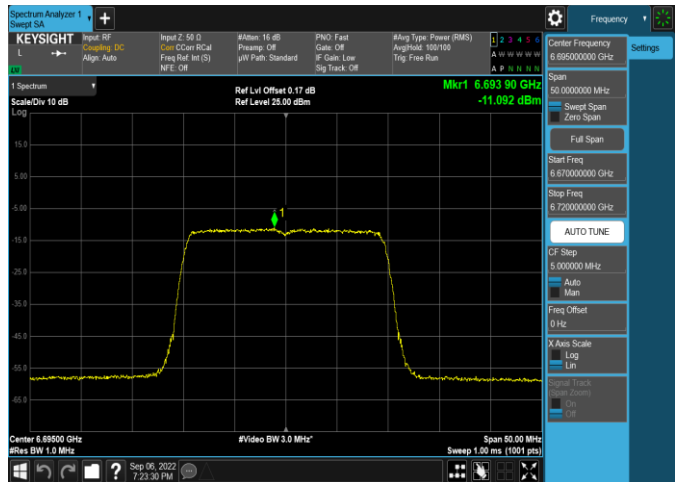 Spectrum Analyzer 1
Swept SA
+
Frequency
KEYSIGHT
L
Input: RF
Coupling: DC
Align: Auto
Input Z: 50 Ω
Corr CCorr RCal
Freq Ref: Int (S)
NFE: Off
#Atten: 16 dB
Preamp: Off
µW Path: Standard
PNO: Fast
Gate: Off
IF Gain: Low
Sig Track: Off
#Avg Type: Power (RMS)
Avg|Hold: 100/100
Trig: Free Run
1 2 3 4 5 6
A W W W W W
A P N N N N
1 Spectrum
Scale/Div 10 dB
Log
Ref Lvl Offset 0.17 dB
Ref Level 25.00 dBm
Mkr1 6.693 90 GHz
-11.092 dBm
15.0
5.00
-5.00
-15.0
-25.0
-35.0
-45.0
-55.0
-65.0
1
Center 6.69500 GHz
#Res BW 1.0 MHz
#Video BW 3.0 MHz*
Span 50.00 MHz
Sweep 1.00 ms (1001 pts)
Center Frequency
6.695000000 GHz
Settings
Span
50.0000000 MHz
Swept Span
Zero Span
Full Span
Start Freq
6.670000000 GHz
Stop Freq
6.720000000 GHz
AUTO TUNE
CF Step
5.000000 MHz
Auto
Man
Freq Offset
0 Hz
X Axis Scale
Log
Lin
Signal Track
(Span Zoom)
On
Off
?
Sep 06, 2022
7:23:30 PM